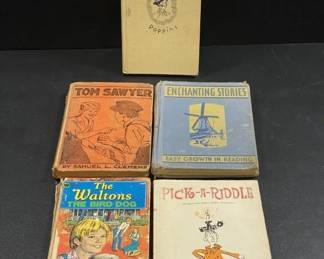 POPPINS
TOM SAWYER
BY SAMUEL L. CLEMENS
ENCHANTING STORIES
EASY GROWTH IN READING
The
Waltons
THE BIRD DOG
PICK-A-RIDDLE